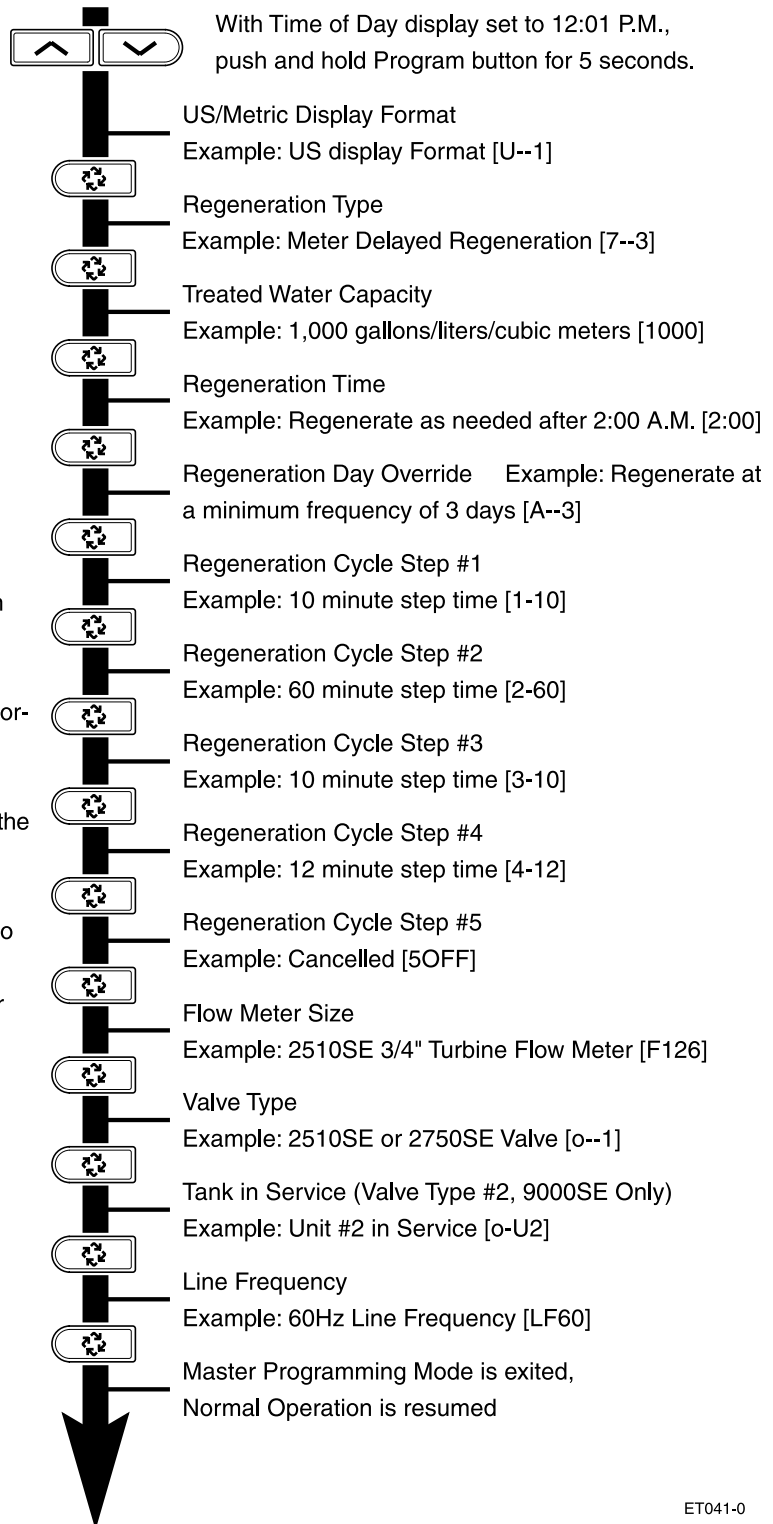 With Time of Day display set to 12:01 P.M.,
push and hold Program button for 5 seconds.
US/Metric Display Format
Example: US display Format [U--1]
Regeneration Type
Example: Meter Delayed Regeneration [7--3]
Treated Water Capacity
Example: 1,000 gallons/liters/cubic meters [1000]
Regeneration Time
Example: Regenerate as needed after 2:00 A.M. [2:00]
Regeneration Day Override Example: Regenerate at
a minimum frequency of 3 days [A--3]
Regeneration Cycle Step #1
Example: 10 minute step time [1-10]
Regeneration Cycle Step #2
Example: 60 minute step time [2-60]
or-
Regeneration Cycle Step #3
Example: 10 minute step time [3-10]
the
Regeneration Cycle Step #4
Example: 12 minute step time [4-12]
Regeneration Cycle Step #5
Example: Cancelled [5OFF]
Flow Meter Size
Example: 2510SE 3/4" Turbine Flow Meter [F126]
Valve Type
Example: 2510SE or 2750SE Valve [o--1]
Tank in Service (Valve Type #2, 9000SE Only)
Example: Unit #2 in Service [o-U2]
Line Frequency
Example: 60Hz Line Frequency [LF60]
Master Programming Mode is exited,
Normal Operation is resumed
ET041-0